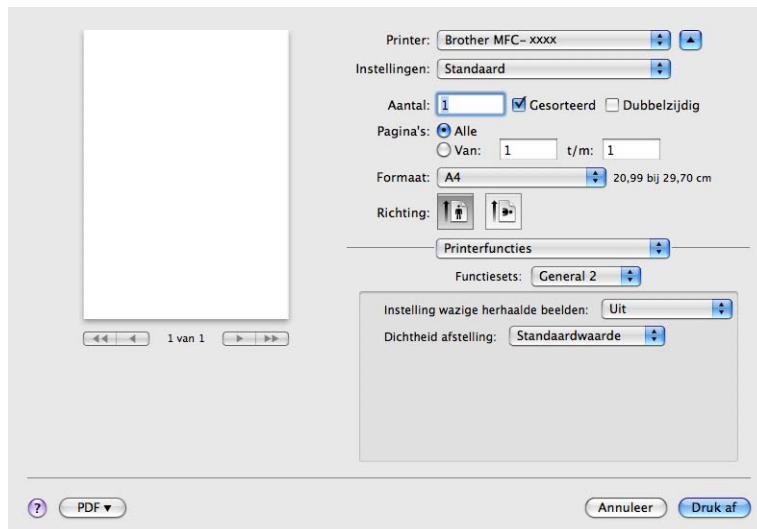 Printer: Brother MFC- xxxx
Instellingen: Standaard
Aantal: 1 Gesorteerd Dubbelzijdig
Pagina's: Alle
Van: 1 t/m: 1
Formaat: A4 20,99 bij 29,70 cm
Richting:
Printerfuncties
Functiesets: General 2
Instelling wazige herhaalde beelden: Uit
Dichtheid afstelling: Standaardwaarde
1 van 1
? PDF▼ Annuleer Druk af